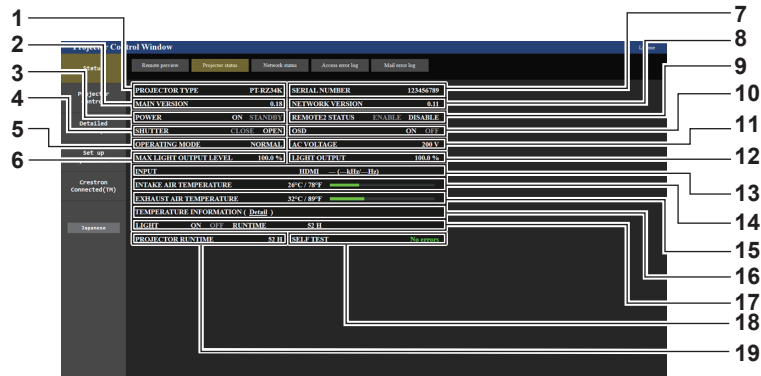 1
2
3
4
5
6
7
8
9
10
11
12
13
14
15
16
17
18
19
Projector Control Window
Status
Remote preview Projector status Network status Access error log Mail error log
PROJECTOR TYPE PT-RZ34K SERIAL NUMBER 123456789
MAIN VERSION 0.18 NETWORK VERSION 0.11
POWER ON STANDBY REMOTE2 STATUS ENABLE DISABLE
SHUTTER CLOSE OPEN OSD ON OFF
OPERATING MODE NORMAL AC VOLTAGE 200 V
MAX LIGHT OUTPUT LEVEL 100.0 % LIGHT OUTPUT 100.0 %
INPUT HDMI — (—kHz/—Hz)
INTAKE AIR TEMPERATURE 26°C / 78°F
EXHAUST AIR TEMPERATURE 32°C / 89°F
TEMPERATURE INFORMATION ( Detail )
LIGHT ON OFF RUNTIME 52 H
PROJECTOR RUNTIME 52 H SELF TEST No errors
Projector
Detailed
Set up
Crestron
Connected(TM)
Japanese